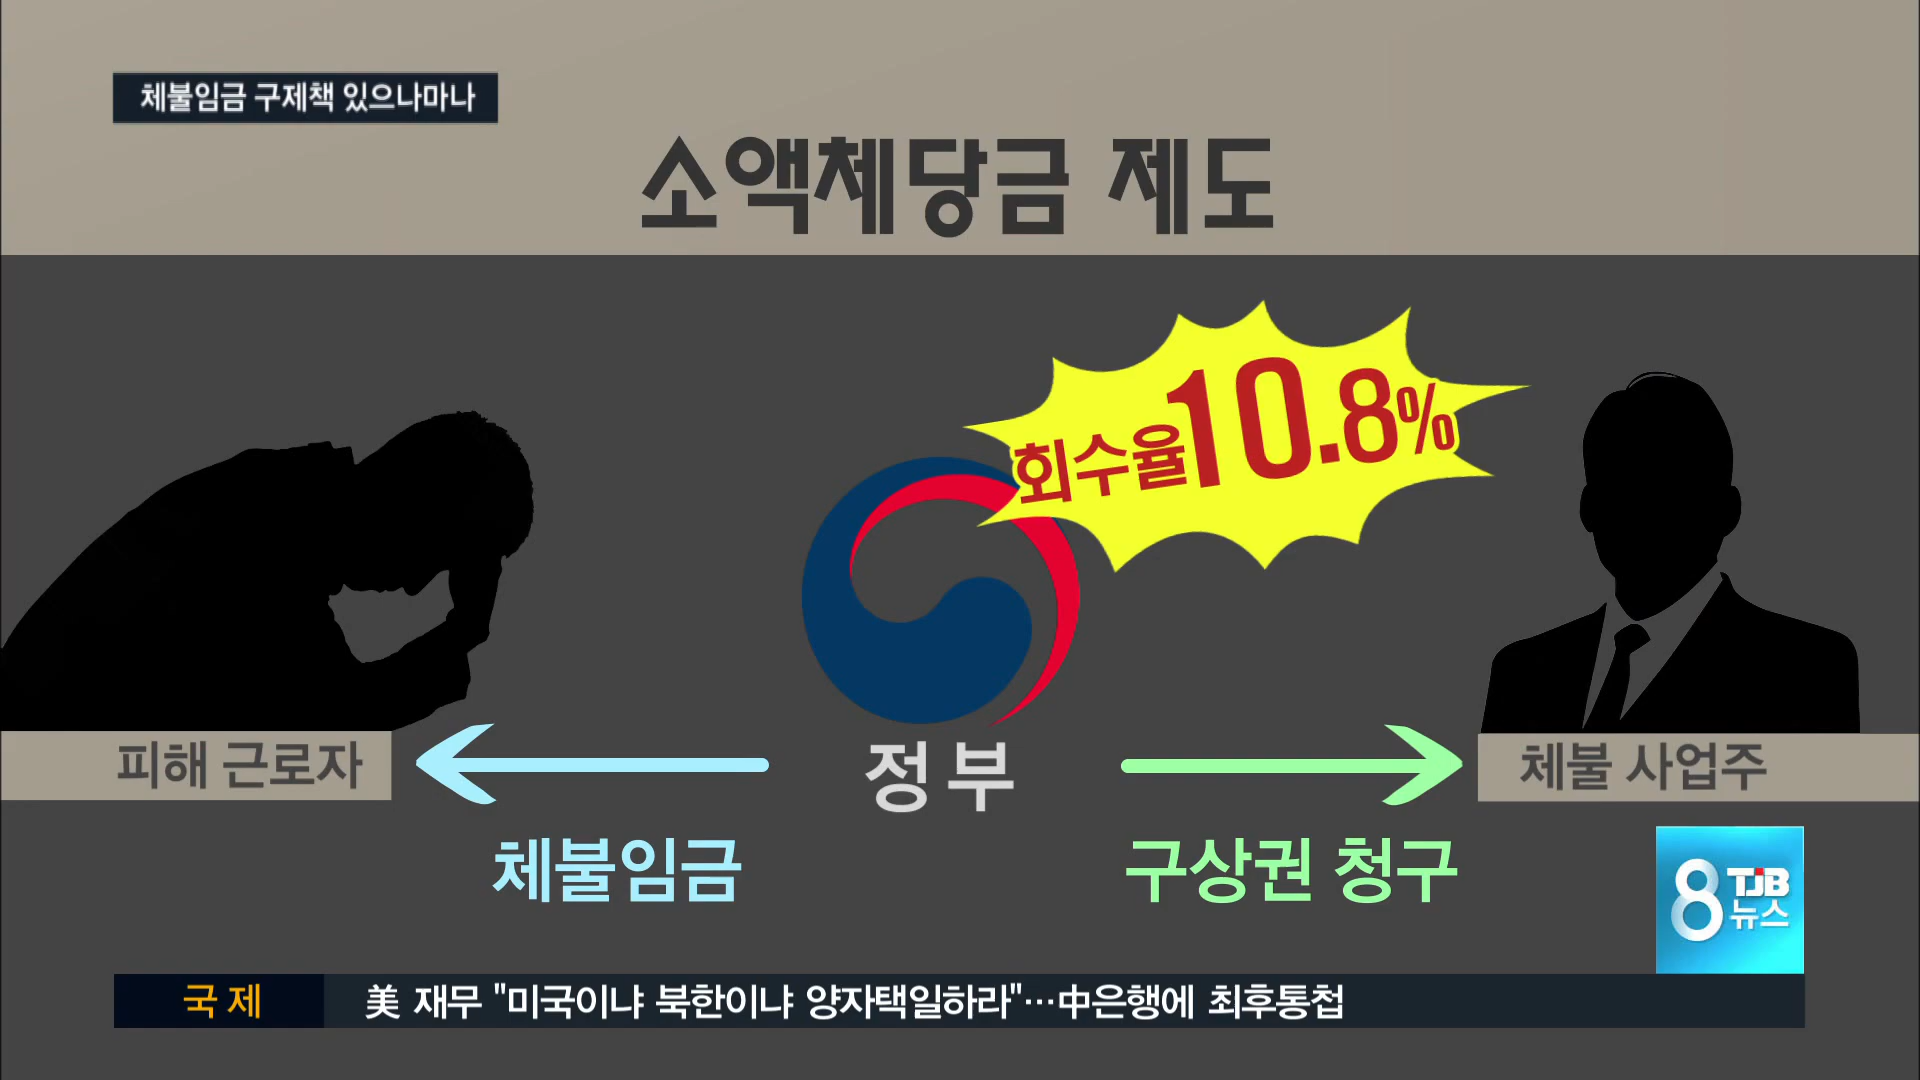 체불임금 구제책 있으나마나
소액체당금 제도
회수율10.8%
피해 근로자
정부
체불 사업주
체불임금
구상권 청구
8 TJB
뉴스
국제
美 재무 "미국이냐 북한이냐 양자택일하라"…中은행에 최후통첩